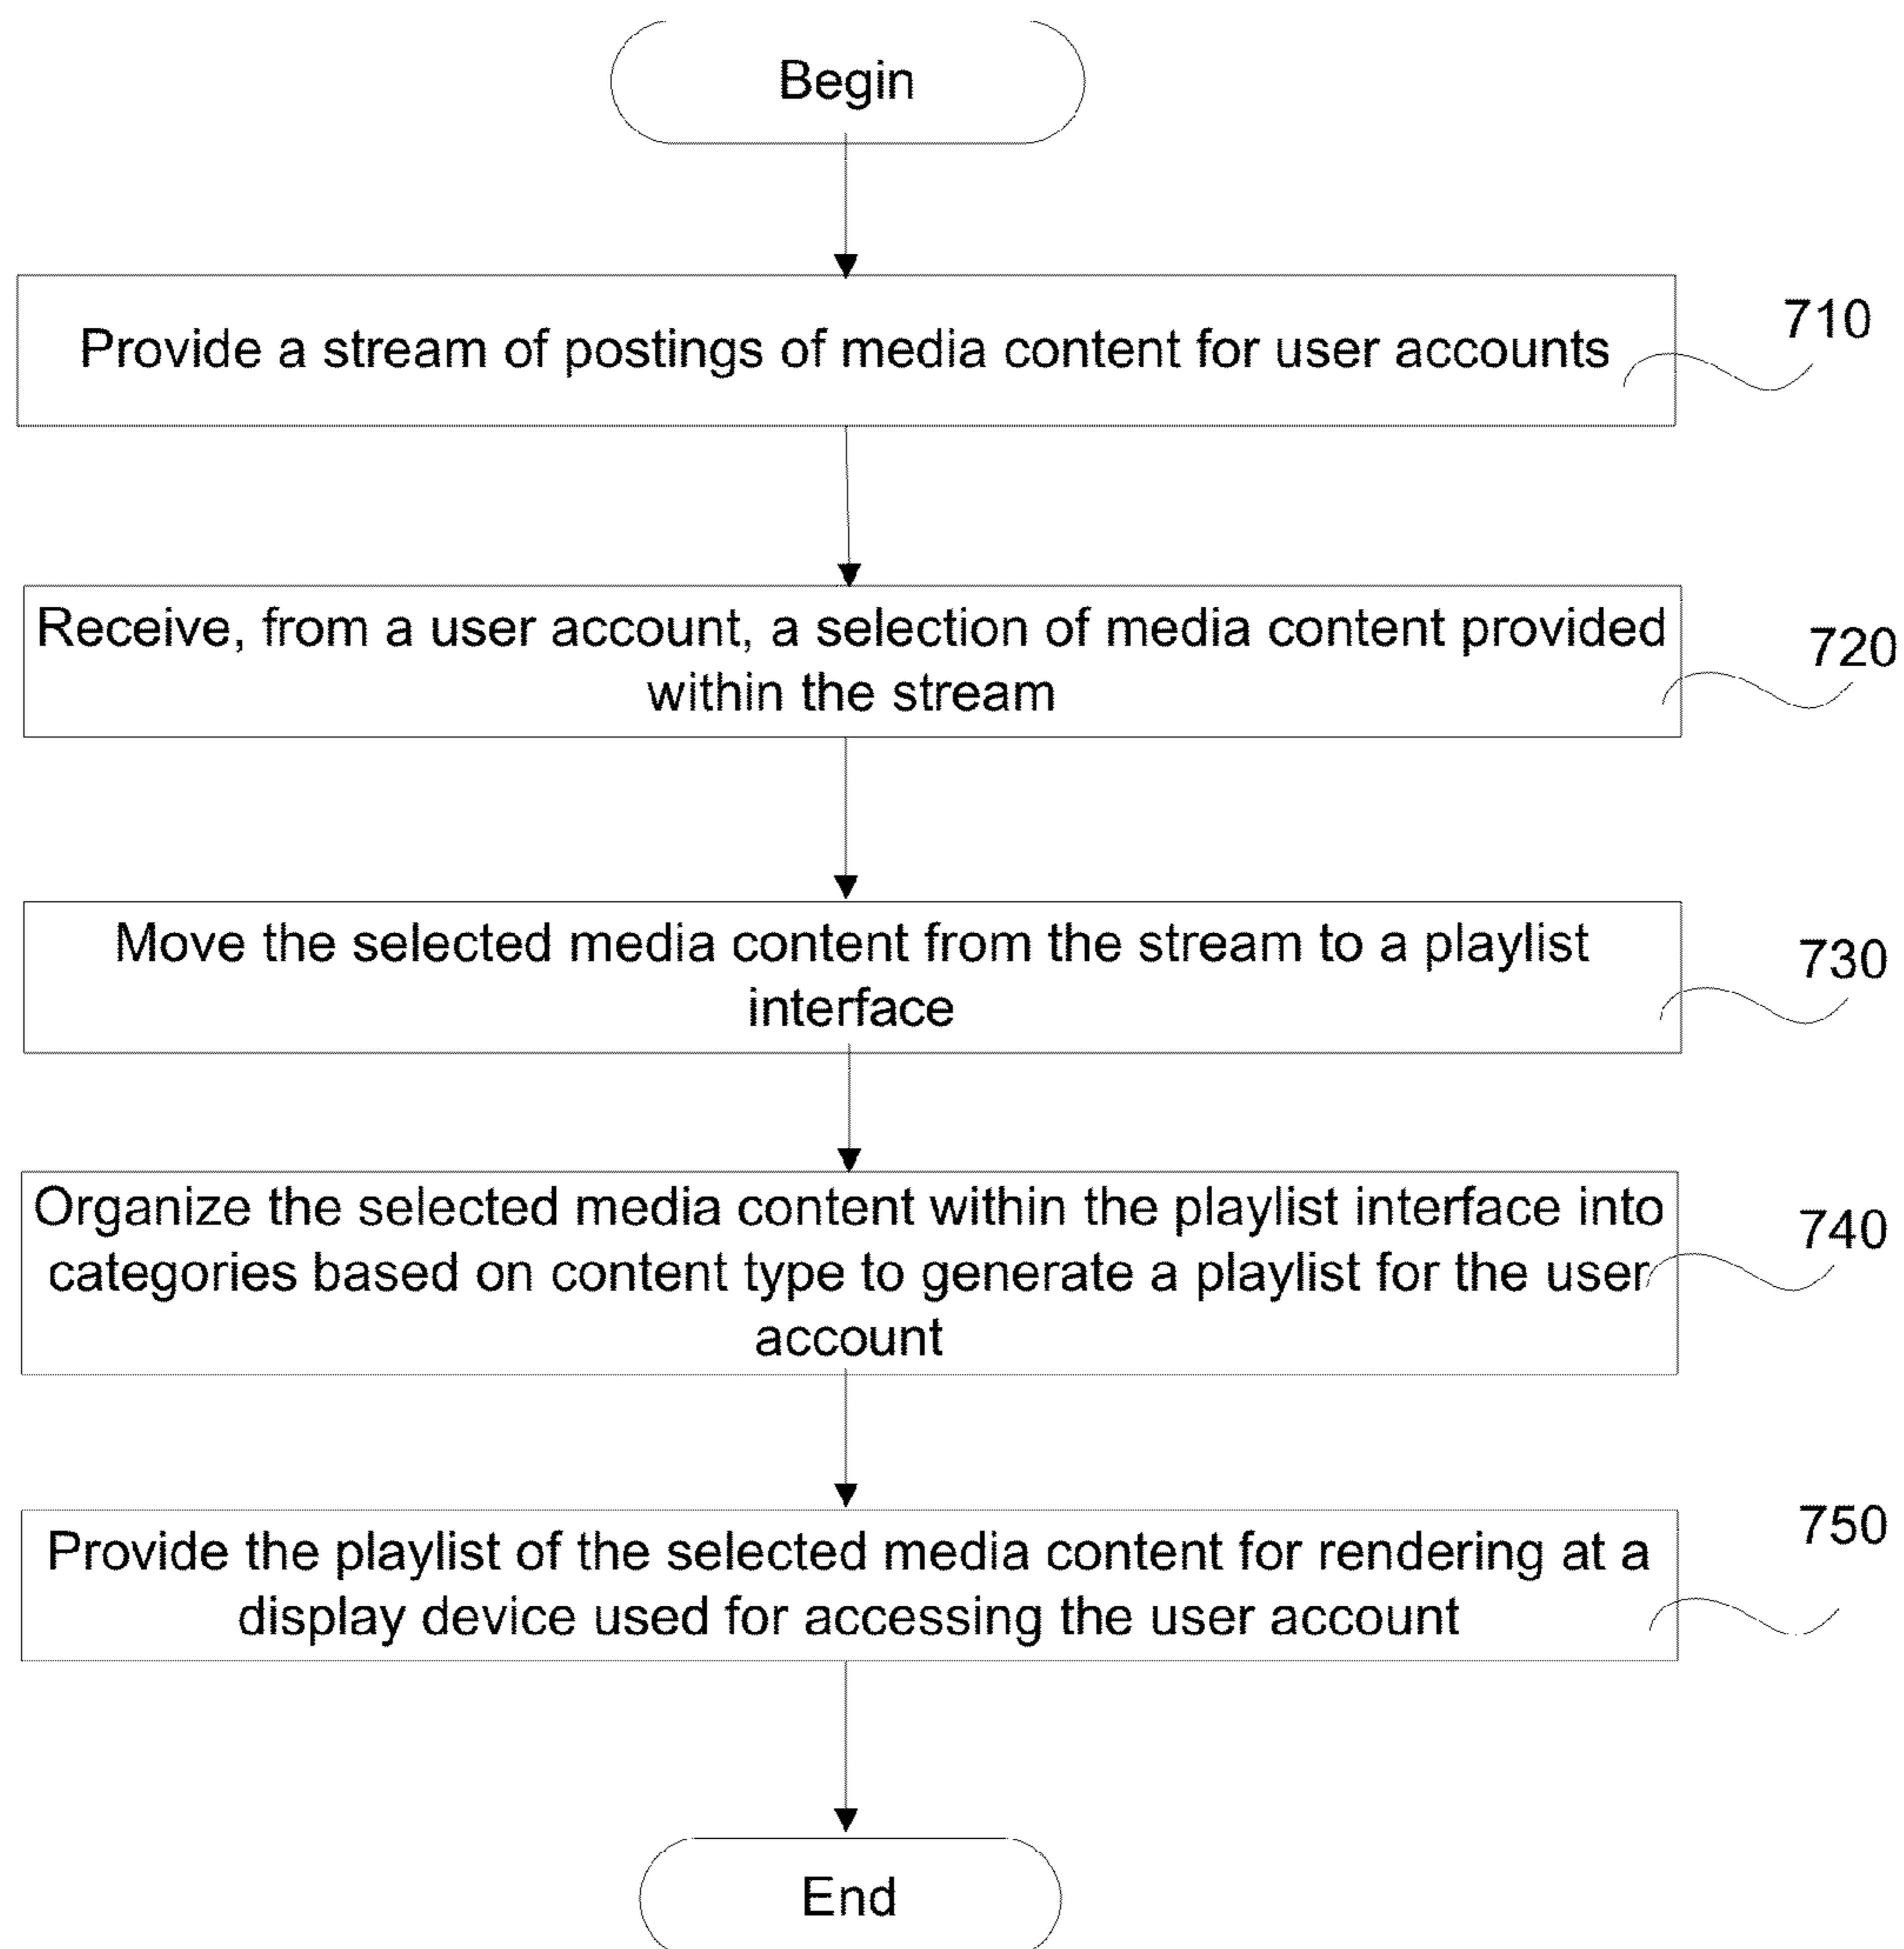 Begin
Provide a stream of postings of media content for user accounts
710
Receive, from a user account, a selection of media content provided
within the stream
720
Move the selected media content from the stream to a playlist
interface
730
Organize the selected media content within the playlist interface into
categories based on content type to generate a playlist for the user
account
740
Provide the playlist of the selected media content for rendering at a
display device used for accessing the user account
750
End